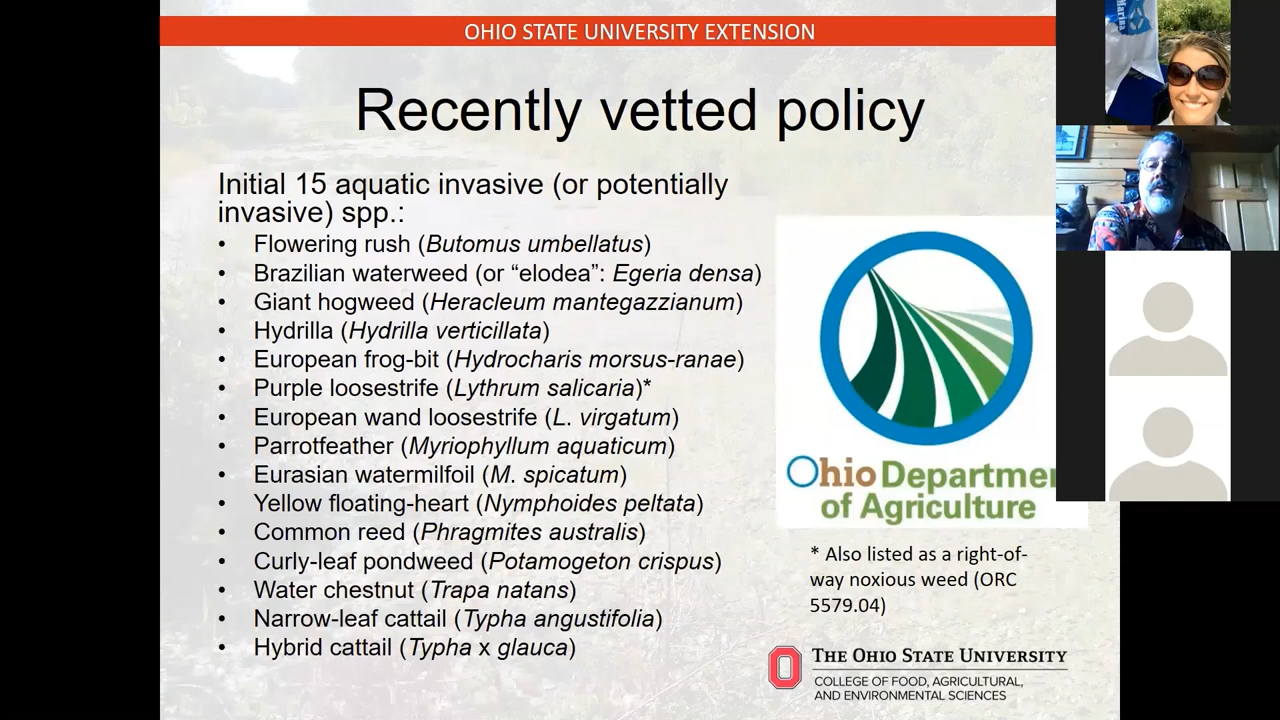 OHIO STATE UNIVERSITY EXTENSION
Recently vetted policy
Initial 15 aquatic invasive (or potentially
invasive) spp.:
• Flowering rush (Butomus umbellatus)
• Brazilian waterweed (or “elodea”: Egeria densa)
• Giant hogweed (Heracleum mantegazzianum)
• Hydrilla (Hydrilla verticillata)
• European frog-bit (Hydrocharis morsus-ranae)
• Purple loosestrife (Lythrum salicaria)*
• European wand loosestrife (L. virgatum)
• Parrotfeather (Myriophyllum aquaticum)
• Eurasian watermilfoil (M. spicatum)
• Yellow floating-heart (Nymphoides peltata)
• Common reed (Phragmites australis)
• Curly-leaf pondweed (Potamogeton crispus)
• Water chestnut (Trapa natans)
• Narrow-leaf cattail (Typha angustifolia)
• Hybrid cattail (Typha x glauca)
Ohio Departme
of Agriculture
* Also listed as a right-of-
way noxious weed (ORC
5579.04)
THE OHIO STATE UNIVERSITY
COLLEGE OF FOOD, AGRICULTURAL,
AND ENVIRONMENTAL SCIENCES
Marina